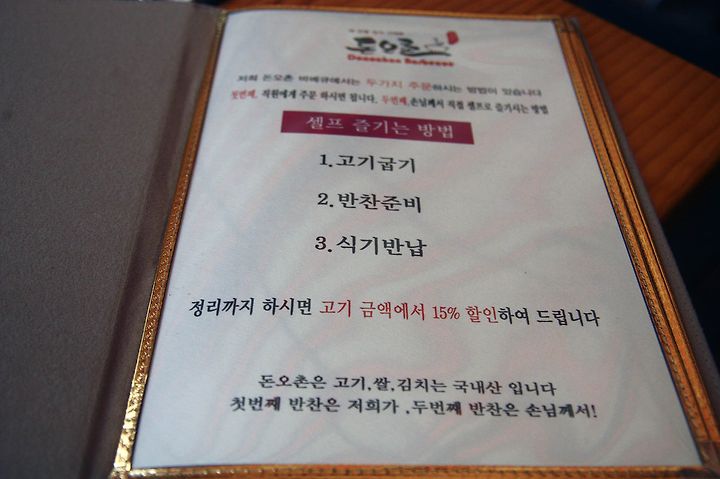 돈오촌
Donoochon Barbecue
저희 돈오촌 바베큐에서는 두가지 주문하시는 방법이 있습니다
첫번째, 직원에게 주문 하시면 됩니다. 두번째,손님께서 직접 셀프로 즐기시는 방법
셀프 즐기는 방법
1.고기굽기
2.반찬준비
3.식기반납
정리까지 하시면 고기 금액에서 15% 할인하여 드립니다
돈오촌은 고기,쌀,김치는 국내산 입니다
첫번째 반찬은 저희가 ,두번째 반찬은 손님께서!